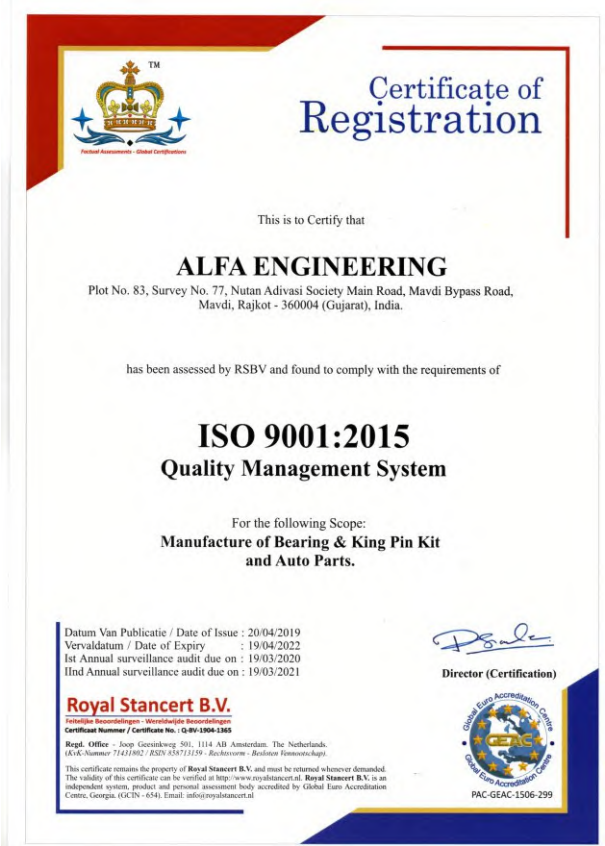 TM
Factual Assessments - Global Certifications
Certificate of
Registration
This is to Certify that
ALFA ENGINEERING
Plot No. 83, Survey No. 77, Nutan Adivasi Society Main Road, Mavdi Bypass Road,
Mavdi, Rajkot - 360004 (Gujarat), India.
has been assessed by RSBV and found to comply with the requirements of
ISO 9001:2015
Quality Management System
For the following Scope:
Manufacture of Bearing & King Pin Kit
and Auto Parts.
Datum Van Publicatie / Date of Issue : 20/04/2019
Vervaldatum / Date of Expiry : 19/04/2022
Ist Annual surveillance audit due on : 19/03/2020
IInd Annual surveillance audit due on : 19/03/2021
Director (Certification)
Royal Stancert B.V.
Feitelijke Beoordelingen - Wereldwijde Beoordelingen
Certificaat Nummer / Certificate No. : Q-BV-1904-1365
Regd. Office - Joop Geesinkweg 501, 1114 AB Amsterdam. The Netherlands.
(KvK-Nummer 71431802 / RSIN 858713159 - Rechtsvorm - Besloten Vennootschap).
This certificate remains the property of Royal Stancert B.V. and must be returned whenever demanded.
The validity of this certificate can be verified at http://www.royalstancert.nl. Royal Stancert B.V. is an
independent system, product and personal assessment body accredited by Global Euro Accreditation
Centre, Georgia. (GCIN - 654). Email: info@royalstancert.nl
Global Euro Accreditation Centre
GEAC
Global Euro Accreditation Centre
PAC-GEAC-1506-299